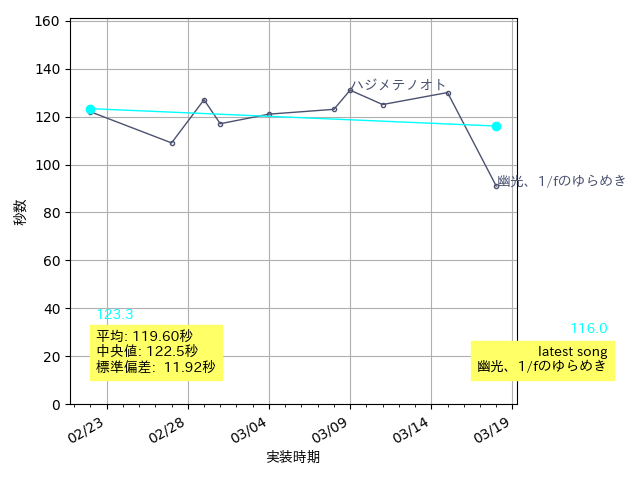 160
140
ハジメテノオト
120
100
幽光、1/fのゆらめき
80
秒数
60
40
123.3
116.0
平均: 119.60秒
中央値: 122.5秒
標準偏差: 11.92秒
latest song
幽光、1/fのゆらめき
20
0
02/23
02/28
03/04
03/09
03/14
03/19
実装時期